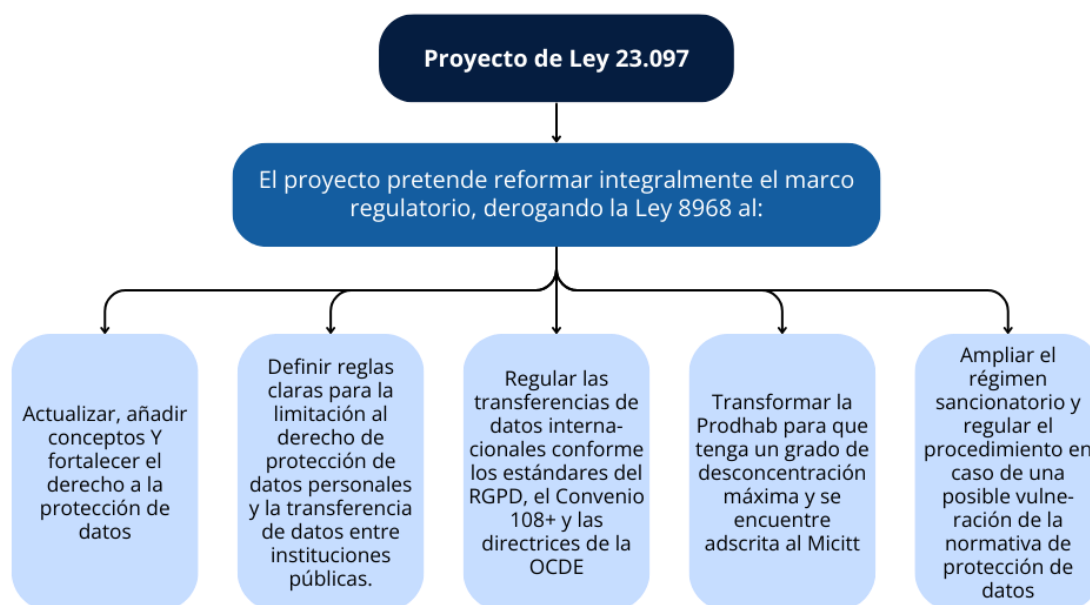 Proyecto de Ley 23.097
El proyecto pretende reformar integralmente el marco
regulatorio, derogando la Ley 8968 al:
Actualizar, añadir
conceptos Y
fortalecer el
derecho a la
protección de
datos
Definir reglas
claras para la
limitación al
derecho de
protección de
datos personales
y la transferencia
de datos entre
instituciones
públicas.
Regular las
transferencias de
datos interna-
cionales conforme
los estándares del
RGPD, el Convenio
108+ y las
directrices de la
OCDE
Transformar la
Prodhab para que
tenga un grado de
desconcentración
máxima y se
encuentre
adscrita al Micitt
Ampliar el
régimen
sancionatorio y
regular el
procedimiento en
caso de una
posible vulne-
ración de la
normativa de
protección de
datos